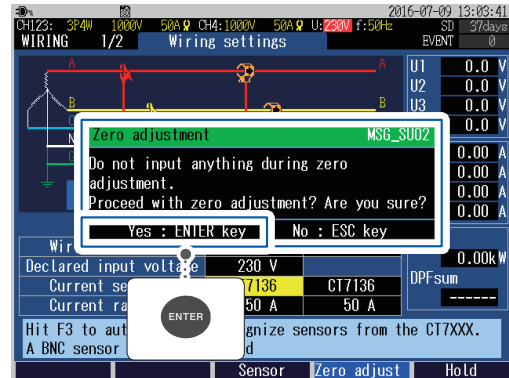 2016-07-09 13:03:41
CH123: 3P4W 1000V 50A CH4:1000V 50A U:230V f:50Hz SD 37days
WIRING 1/2 Wiring settings EVENT 0
A A U1 0.0 V
U2 0.0 V
B B U3 0.0 V
0.0 V
Zero adjustment MSG_SU02
Do not input anything during zero
adjustment.
Proceed with zero adjustment? Are you sure?
Yes : ENTER key No : ESC key
0.00 A
0.00 A
0.00 A
0.00 A
Wir
Declared input voltage 230 V 0.00kW
Current se 7136 CT7136 DPFsum
Current ra 50 A 50 A ------
ENTER
Hit F3 to aut gnize sensors from the CT7XXX.
A BNC sensor d
Sensor Zero adjust Hold